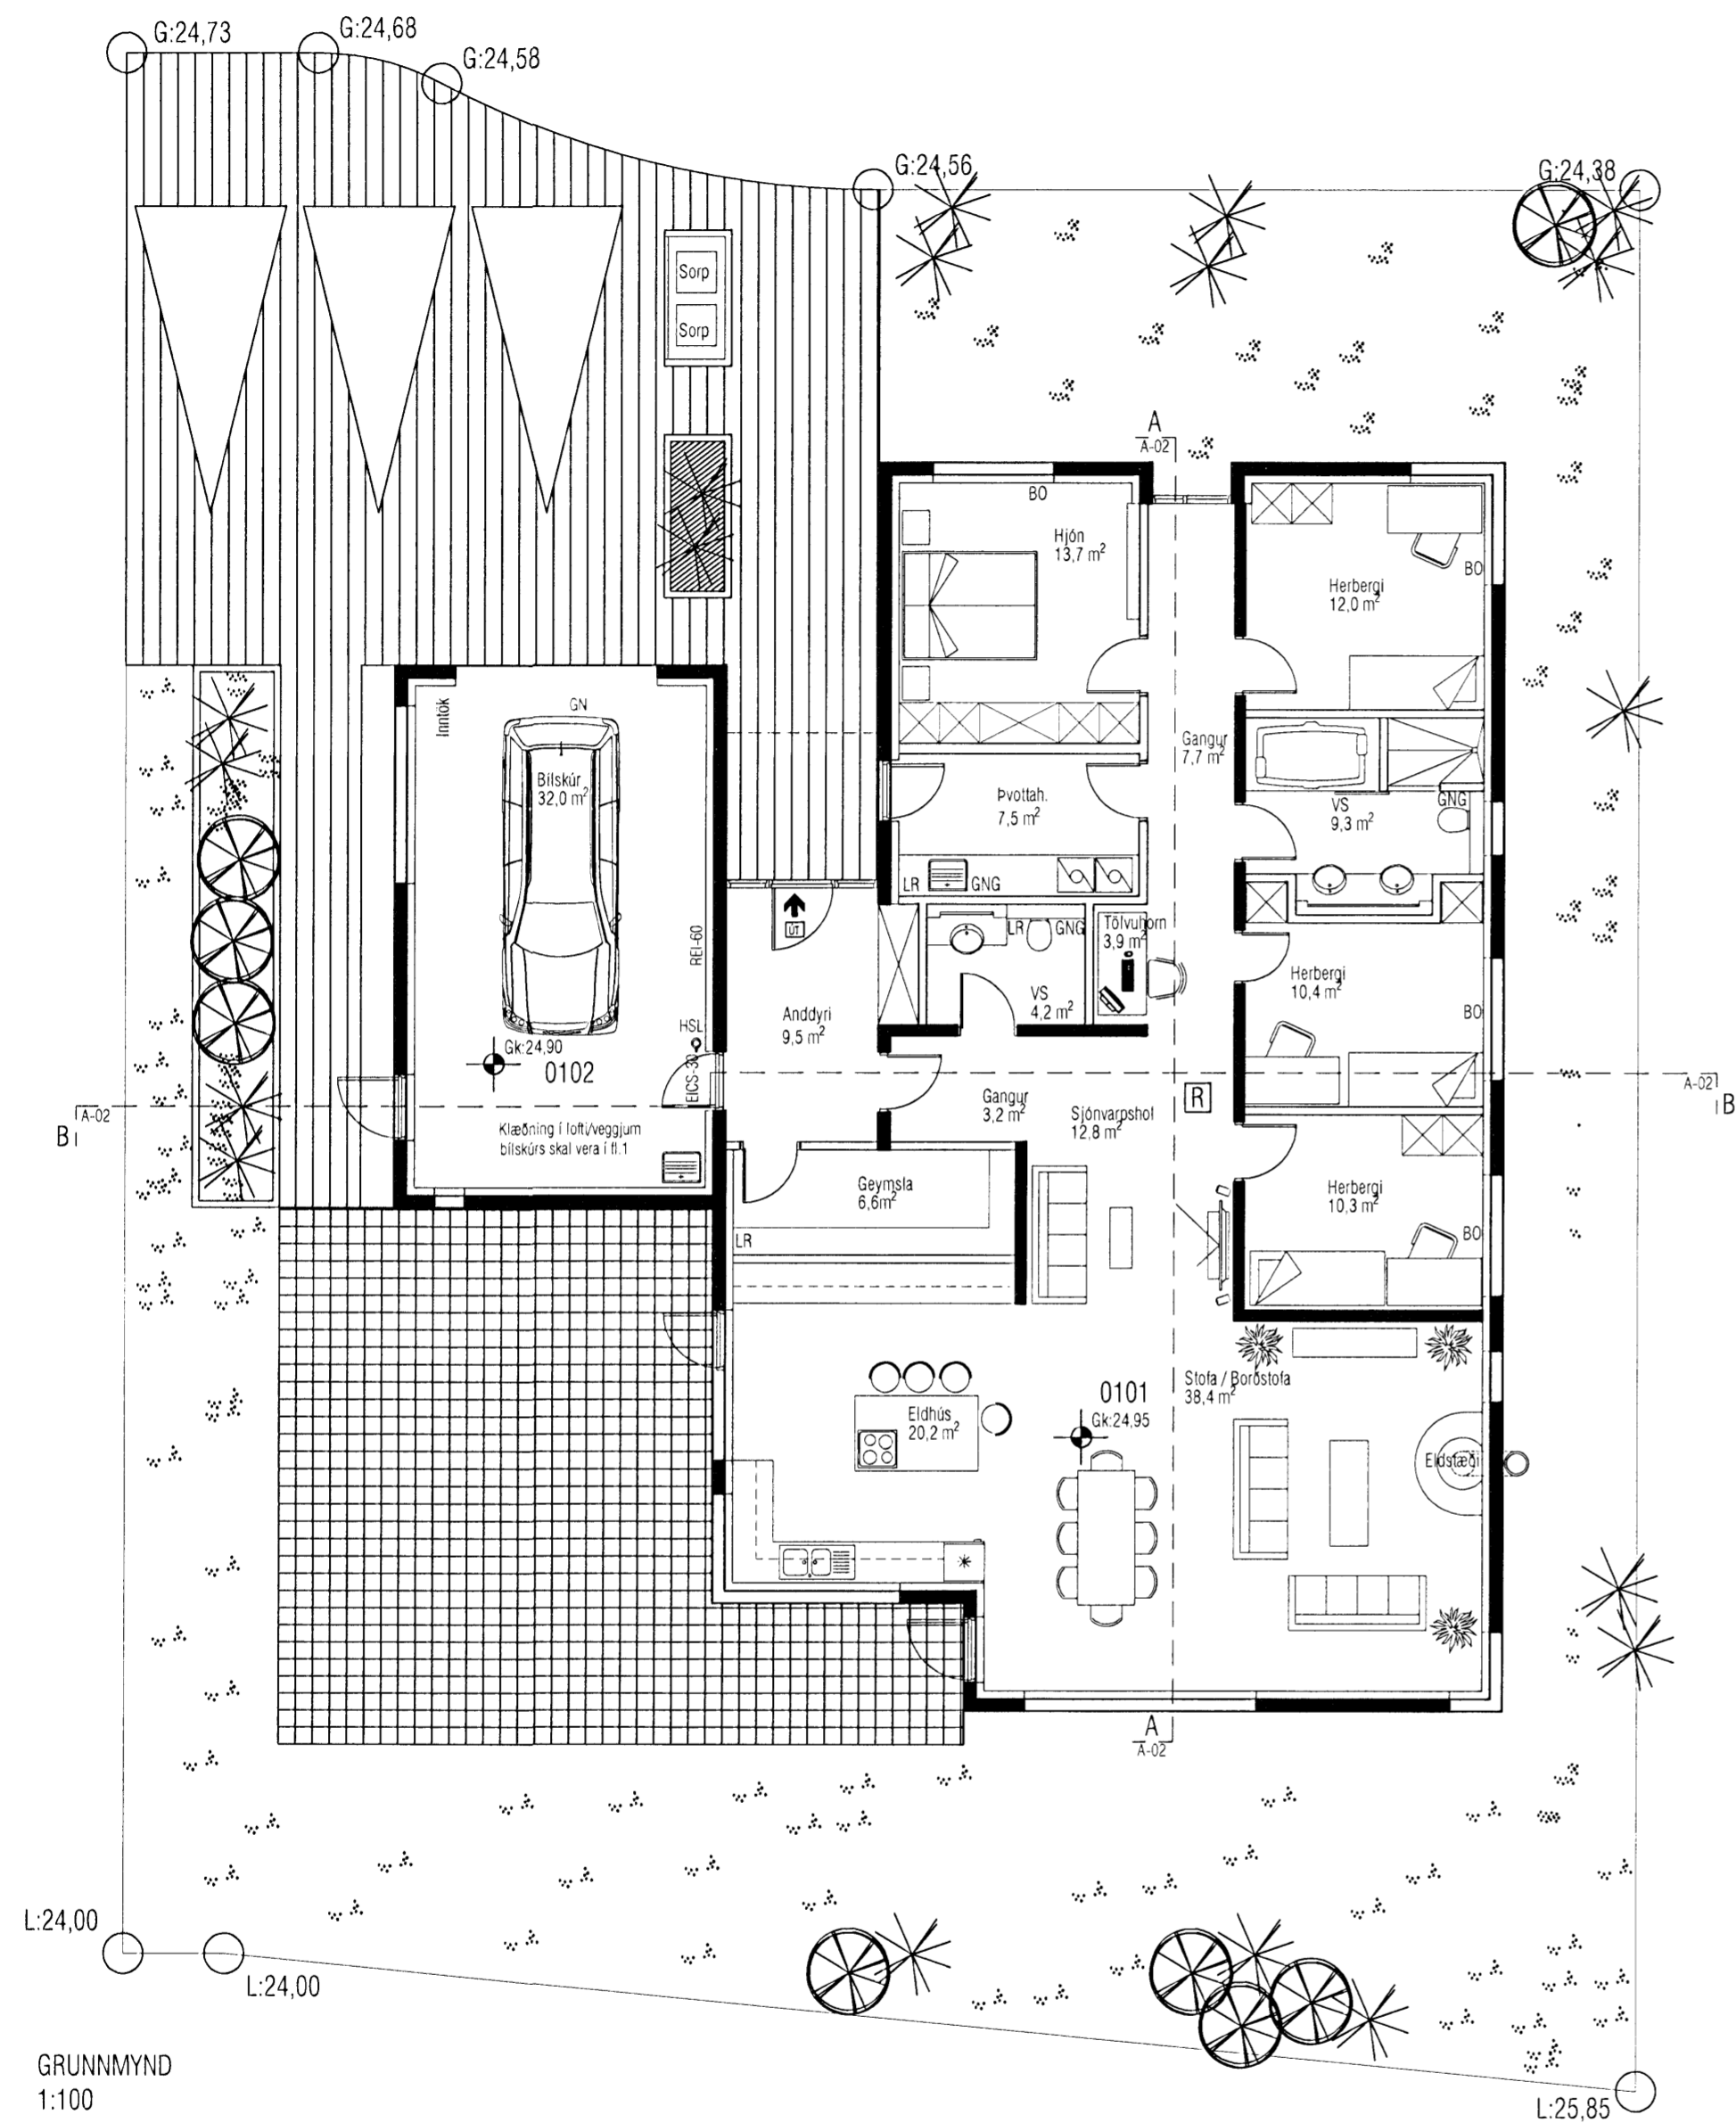 G:24,73
G:24,68
G:24,58
G:24,56
G:24,38
Sorp
Sorp
A
A-02
BO
Hjón
13,7 m²
BO
Herbergi
12,0 m²
Inntök
GN
Bílskúr
32,0 m²
Gangur
7,7 m²
Þvottah.
7,5 m²
VS
9,3 m²
GNG
LR
GNG
ÚT
REI-60
LR
GNG
Tölvuhorn
3,9 m²
VS
4,2 m²
Herbergi
10,4 m²
BO
Anddyri
9,5 m²
HSL
EICS-30
Gk:24,90
0102
Gangur
3,2 m²
Sjónvarpshol
12,8 m²
R
A-02
B
A-02
B
Klæðning í lofti/veggjum
bílskúrs skal vera í fl.1
Geymsla
6,6m²
LR
Herbergi
10,3 m²
BO
Stofa / Borðstofa
38,4 m²
0101
Gk:24,95
Eldhús
20,2 m²
Eldstæði
A
A-02
L:24,00
L:24,00
L:25,85
GRUNNMYND
1:100